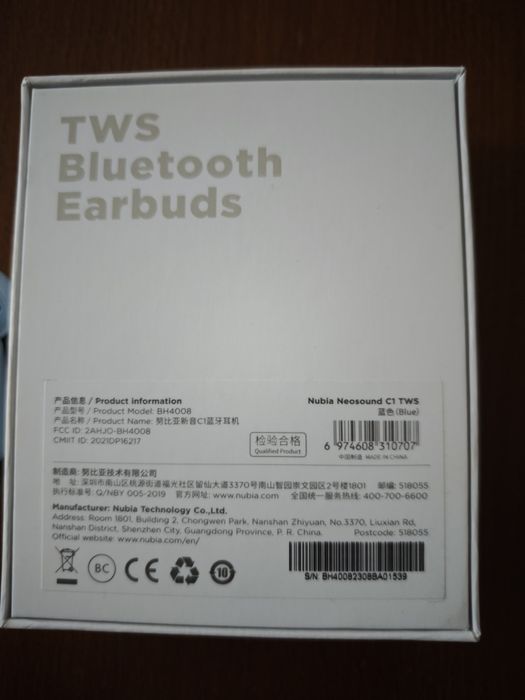 TWS
Bluetooth
Earbuds
产品信息 / Product information
产品型号 / Product Model: BH4008
产品名称 / Product Name: 努比亚新音C1蓝牙耳机
FCC ID: 2AHJO-BH4008
CMIIT ID: 2021DP16217
检验合格
Qualified Product
Nubia Neosound C1 TWS
蓝色 (Blue)
6 974608 310707
中国制造 MADE IN CHINA
制造商: 努比亚技术有限公司
地 址: 深圳市南山区桃源街道福光社区留仙大道3370号南山智园崇文园区2号楼1801 邮编: 518055
执行标准号: Q/NBY 005-2019 官方网址: www.nubia.com 全国统一服务热线: 400-700-6600
Manufacturer: Nubia Technology Co.,Ltd.
Address: Room 1801, Building 2, Chongwen Park, Nanshan Zhiyuan, No.3370, Liuxian Rd,
Nanshan District, Shenzhen City, Guangdong Province, P. R. China. Postcode: 518055
Official website: www.nubia.com/en/
BC CE 10
S/N: BH40082308BA01539